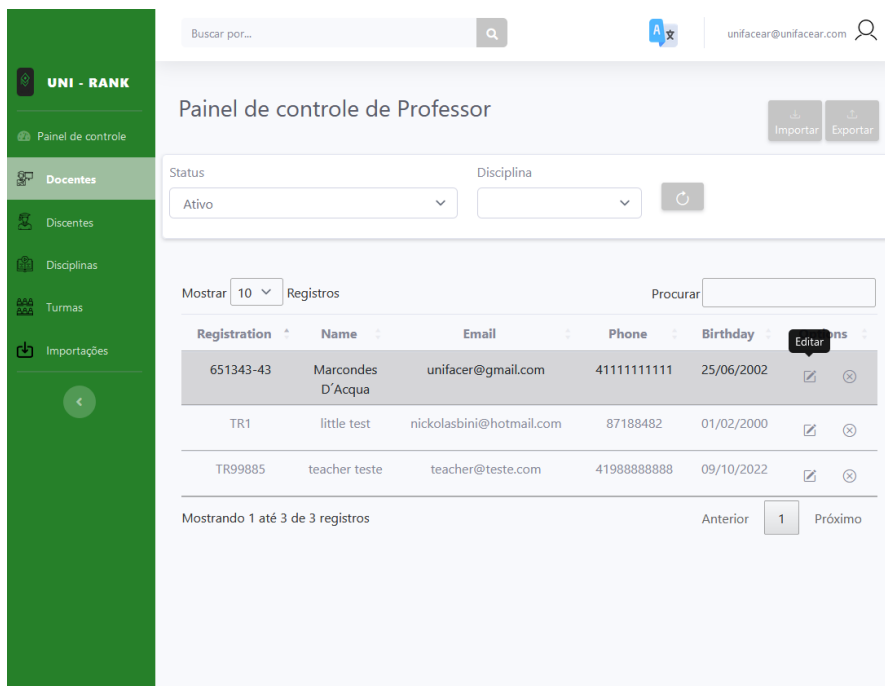 Buscar por...
unifacear@unifacear.com
UNI - RANK
Painel de controle
Docentes
Discentes
Disciplinas
Turmas
Importações
Painel de controle de Professor
Importar
Exportar
Status
Disciplina
Ativo
Mostrar 10 Registros
Procurar
Registration Name Email Phone Birthday
Editar
651343-43 Marcondes D´Acqua unifacer@gmail.com 41111111111 25/06/2002
TR1 little test nickolasbini@hotmail.com 87188482 01/02/2000
TR99885 teacher teste teacher@teste.com 41988888888 09/10/2022
Mostrando 1 até 3 de 3 registros
Anterior 1 Próximo